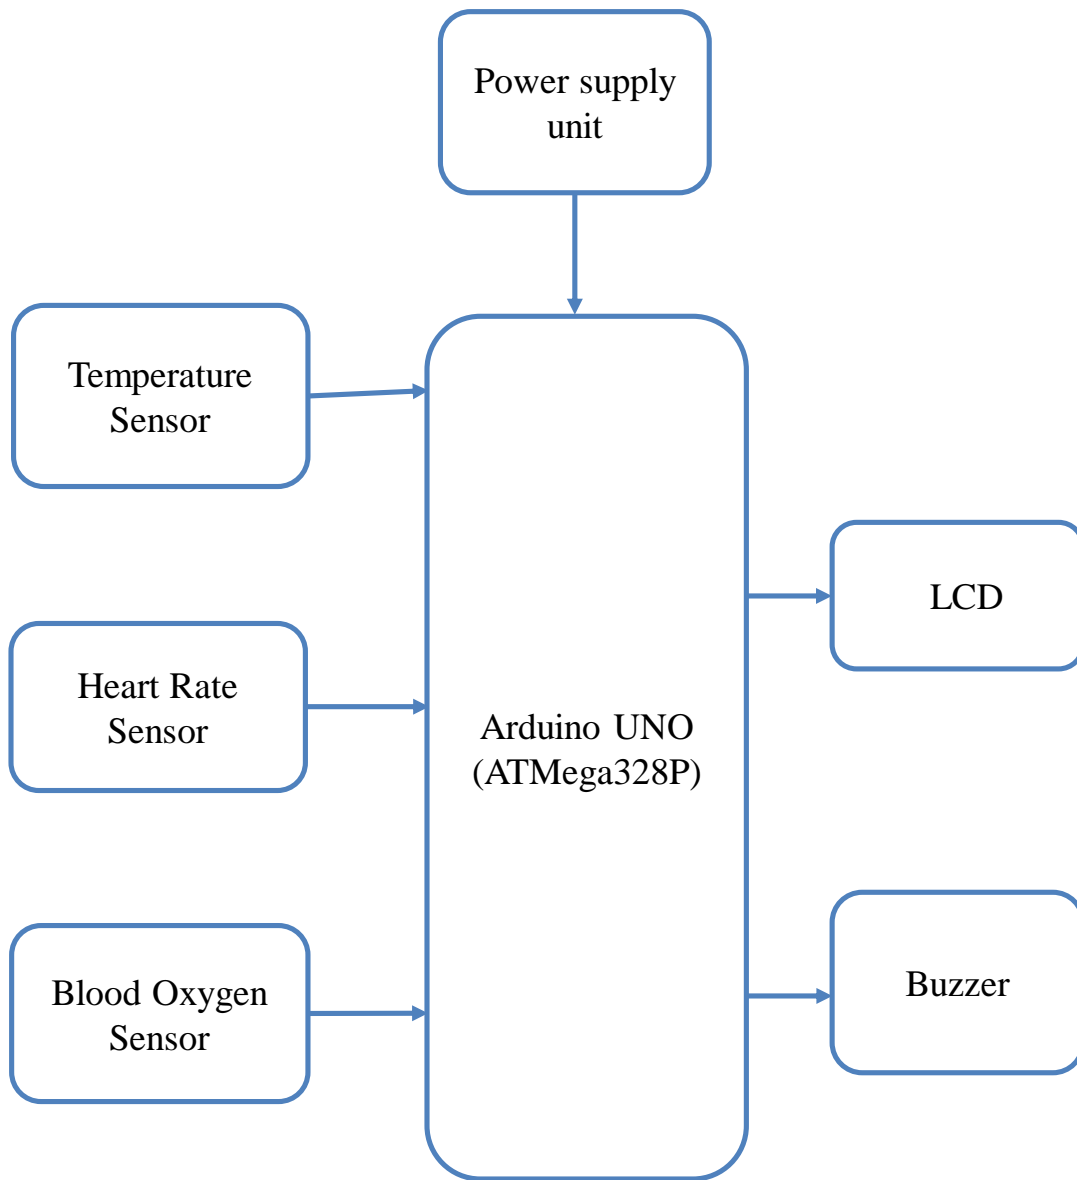 Power supply
unit
Temperature
Sensor
Heart Rate
Sensor
Blood Oxygen
Sensor
Arduino UNO
(ATMega328P)
LCD
Buzzer